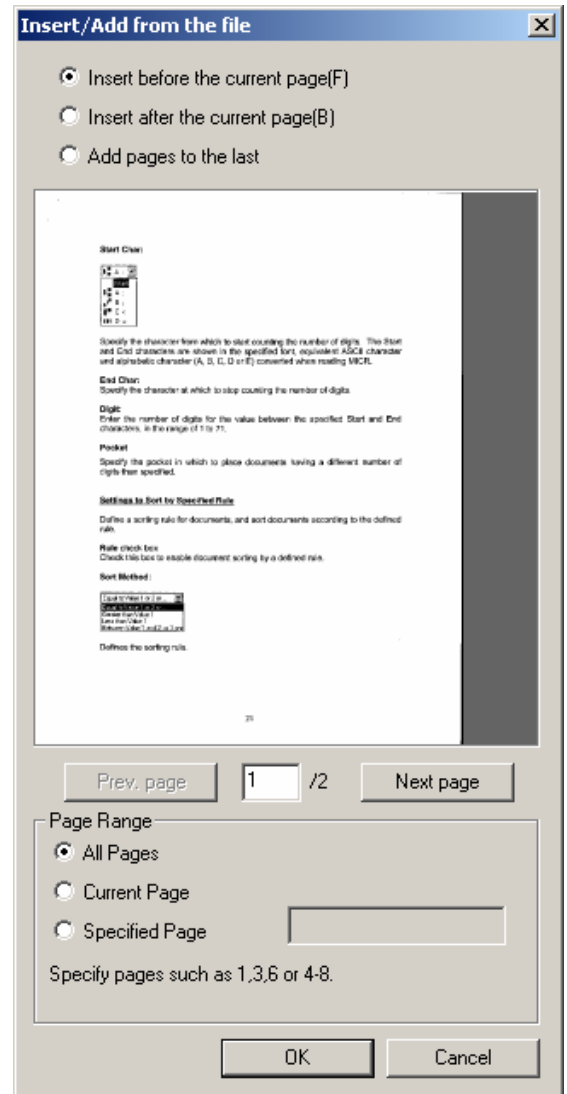 Insert/Add from the file
Insert before the current page(F)
Insert after the current page(B)
Add pages to the last
Start Char:
Specify the character from which to start counting the number of digits. The Start
and End characters are shown in the specified font, equivalent ASCII character
and alphabetic character (A, B, C, D or E) converted when reading MICR.
End Char:
Specify the character at which to stop counting the number of digits.
Digit:
Enter the number of digits for the value between the specified Start and End
characters, in the range of 1 to 71.
Pocket
Specify the pocket in which to place documents having a different number of
digits than specified.
Settings to Sort by Specified Rule
Define a sorting rule for documents, and sort documents according to the defined
rule.
Rule check box
Check this box to enable document sorting by a defined rule.
Sort Method:
Defines the sorting rule.
Prev. page
1
/2
Next page
Page Range
All Pages
Current Page
Specified Page
Specify pages such as 1,3,6 or 4-8.
OK
Cancel